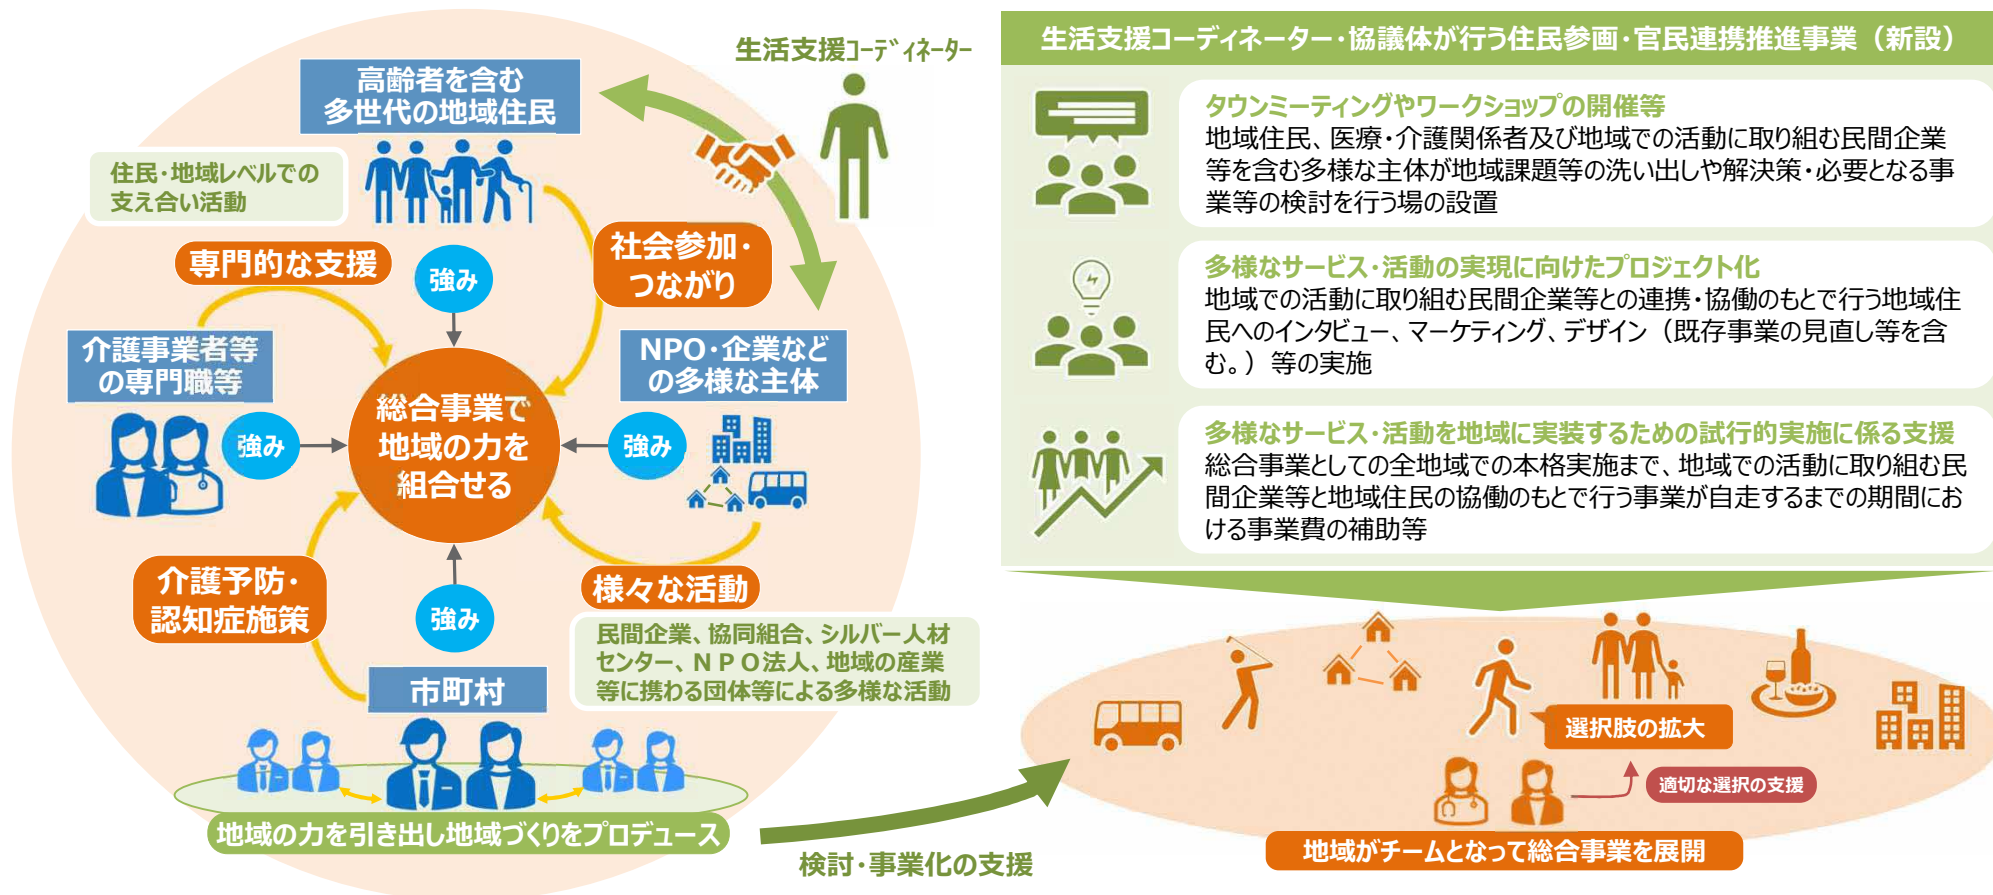 生活支援コーディネーター
高齢者を含む
多世代の地域住民
住民・地域レベルでの
支え合い活動
専門的な支援
強み
社会参加・
つながり
介護事業者等
の専門職等
NPO・企業など
の多様な主体
強み
総合事業で
地域の力を
組合せる
強み
介護予防・
認知症施策
強み
様々な活動
民間企業、協同組合、シルバー人材
センター、ＮＰＯ法人、地域の産業
等に携わる団体等による多様な活動
市町村
地域の力を引き出し地域づくりをプロデュース
検討・事業化の支援
生活支援コーディネーター・協議体が行う住民参画・官民連携推進事業（新設）
タウンミーティングやワークショップの開催等
地域住民、医療・介護関係者及び地域での活動に取り組む民間企業
等を含む多様な主体が地域課題等の洗い出しや解決策・必要となる事
業等の検討を行う場の設置
多様なサービス・活動の実現に向けたプロジェクト化
地域での活動に取り組む民間企業等との連携・協働のもとで行う地域住
民へのインタビュー、マーケティング、デザイン（既存事業の見直し等を含
む。）等の実施
多様なサービス・活動を地域に実装するための試行的実施に係る支援
総合事業としての全地域での本格実施まで、地域での活動に取り組む民
間企業等と地域住民の協働のもとで行う事業が自走するまでの期間にお
ける事業費の補助等
選択肢の拡大
適切な選択の支援
地域がチームとなって総合事業を展開